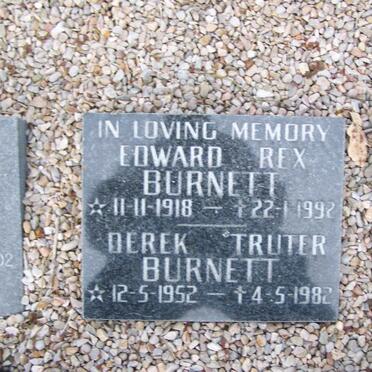 IN LOVING MEMORY
EDWARD REX
BURNETT
☆ 11-11-1918 — ✝ 22-1-1992
DEREK TRUTER
BURNETT
☆ 12-5-1952 — ✝ 4-5-1982